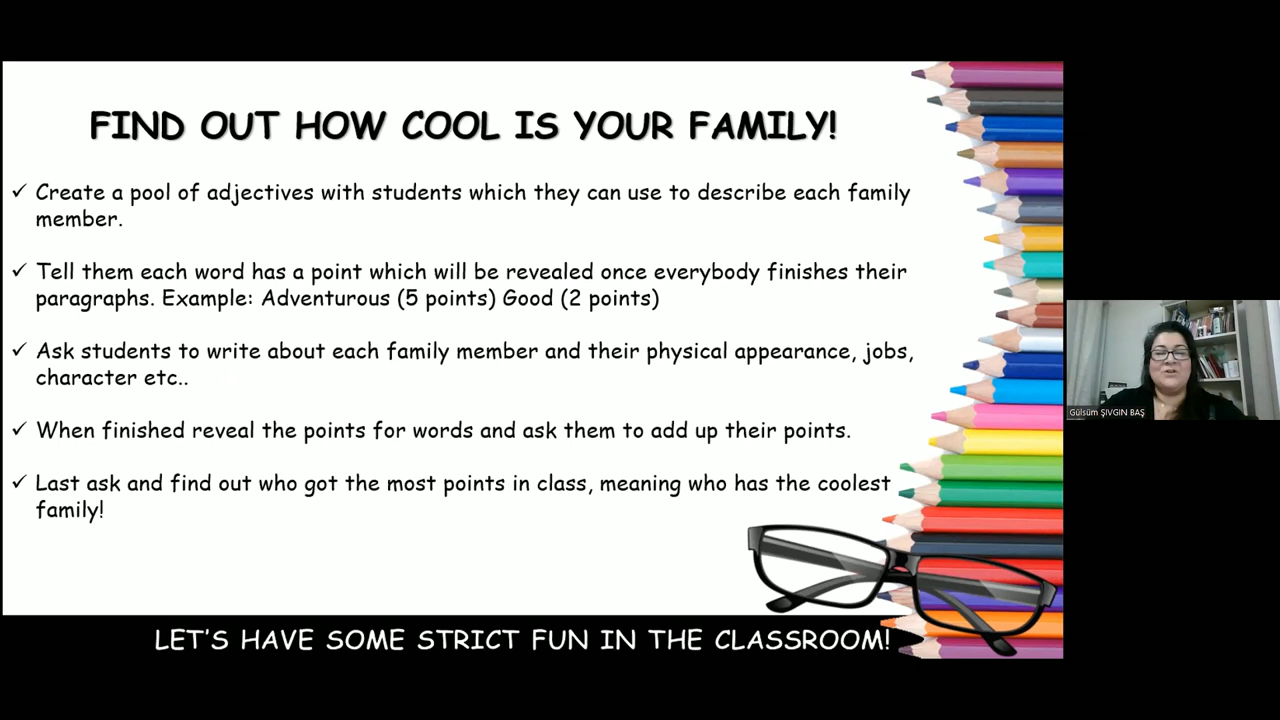 FIND OUT HOW COOL IS YOUR FAMILY!
✓ Create a pool of adjectives with students which they can use to describe each family
member.
✓ Tell them each word has a point which will be revealed once everybody finishes their
paragraphs. Example: Adventurous (5 points) Good (2 points)
✓ Ask students to write about each family member and their physical appearance, jobs,
character etc..
✓ When finished reveal the points for words and ask them to add up their points.
✓ Last ask and find out who got the most points in class, meaning who has the coolest
family!
LET'S HAVE SOME STRICT FUN IN THE CLASSROOM!
Gülsüm ŞIVGIN BAŞ